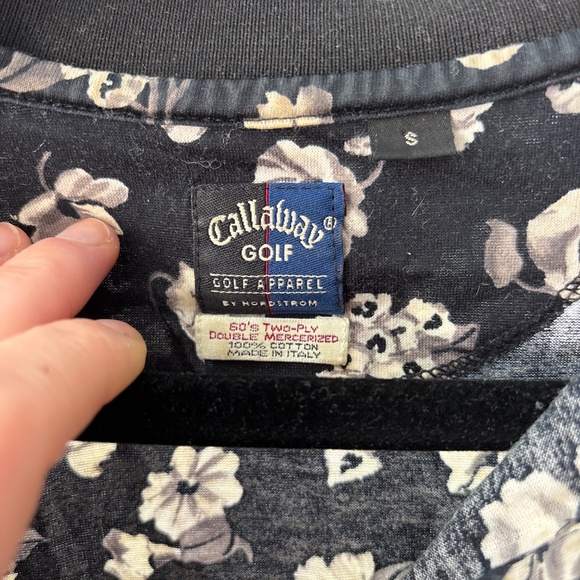 S
Callaway®
GOLF
GOLF APPAREL
BY NORDSTROM
60's Two-Ply
Double Mercerized
100% COTTON
MADE IN ITALY